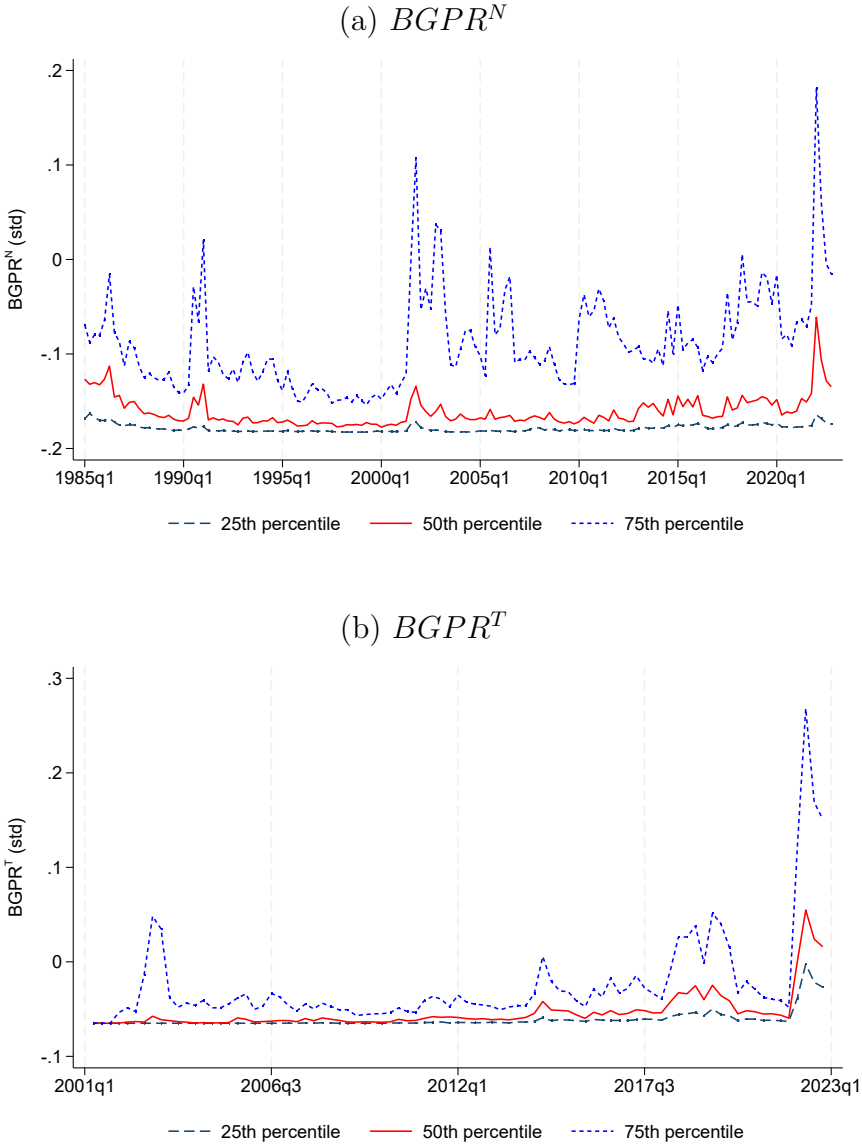 (a) BGPR^N
.2
.1
0
-.1
-.2
BGPR^N (std)
1985q1 1990q1 1995q1 2000q1 2005q1 2010q1 2015q1 2020q1
25th percentile 50th percentile 75th percentile
(b) BGPR^T
.3
.2
.1
0
-.1
BGPR^T (std)
2001q1 2006q3 2012q1 2017q3 2023q1
25th percentile 50th percentile 75th percentile